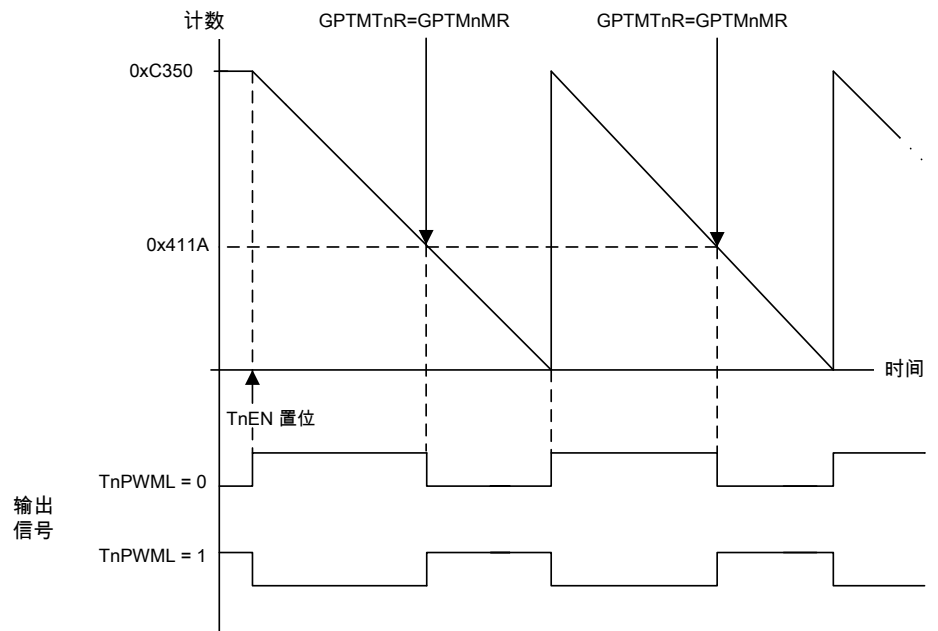 计数
GPTMTnR=GPTMnMR
GPTMTnR=GPTMnMR
0xC350
0x411A
时间
TnEN 置位
TnPWML = 0
输出
信号
TnPWML = 1